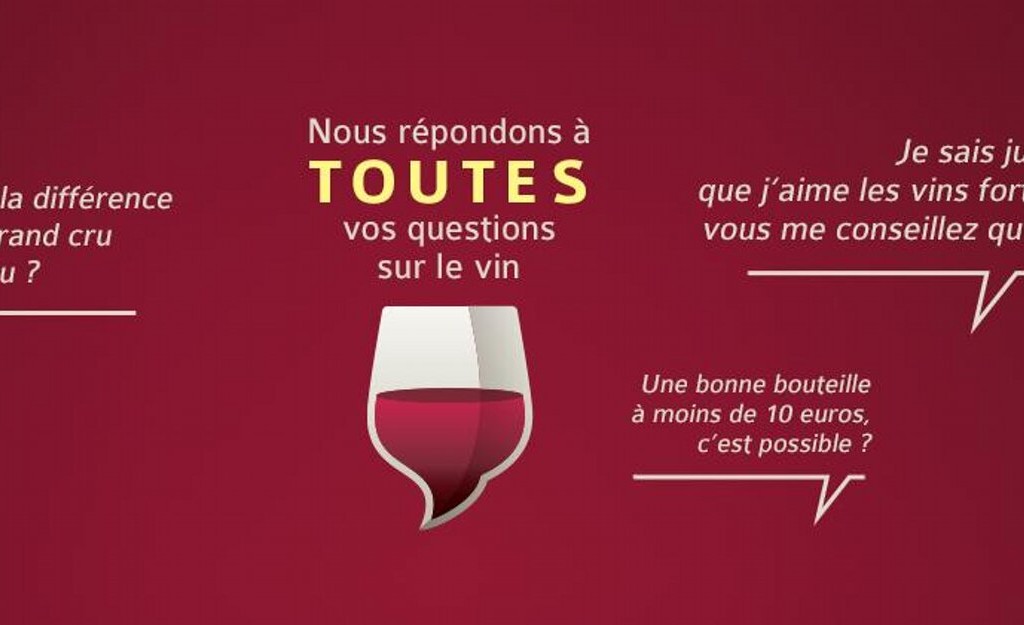 la différence
rand cru
u ?
Nous répondons à
TOUTES
vos questions
sur le vin
Je sais ju
que j'aime les vins fort
vous me conseillez qu
Une bonne bouteille
à moins de 10 euros,
c'est possible ?